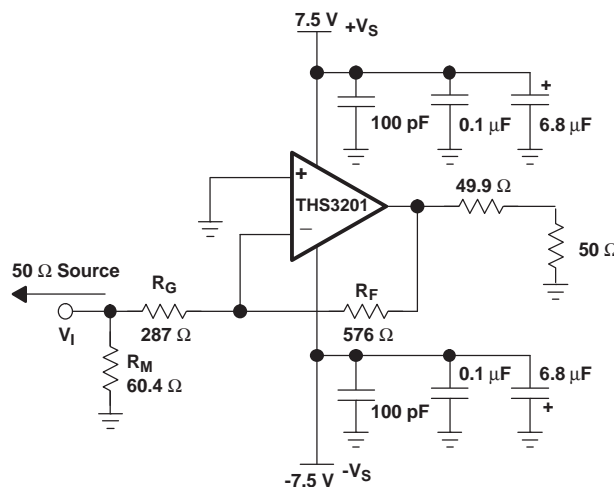 7.5 V +VS
+
100 pF 0.1 µF 6.8 µF
+
THS3201
−
49.9 Ω
50 Ω
50 Ω Source
VI
RG
287 Ω
RF
576 Ω
RM
60.4 Ω
0.1 µF 6.8 µF
100 pF
+
-7.5 V -VS